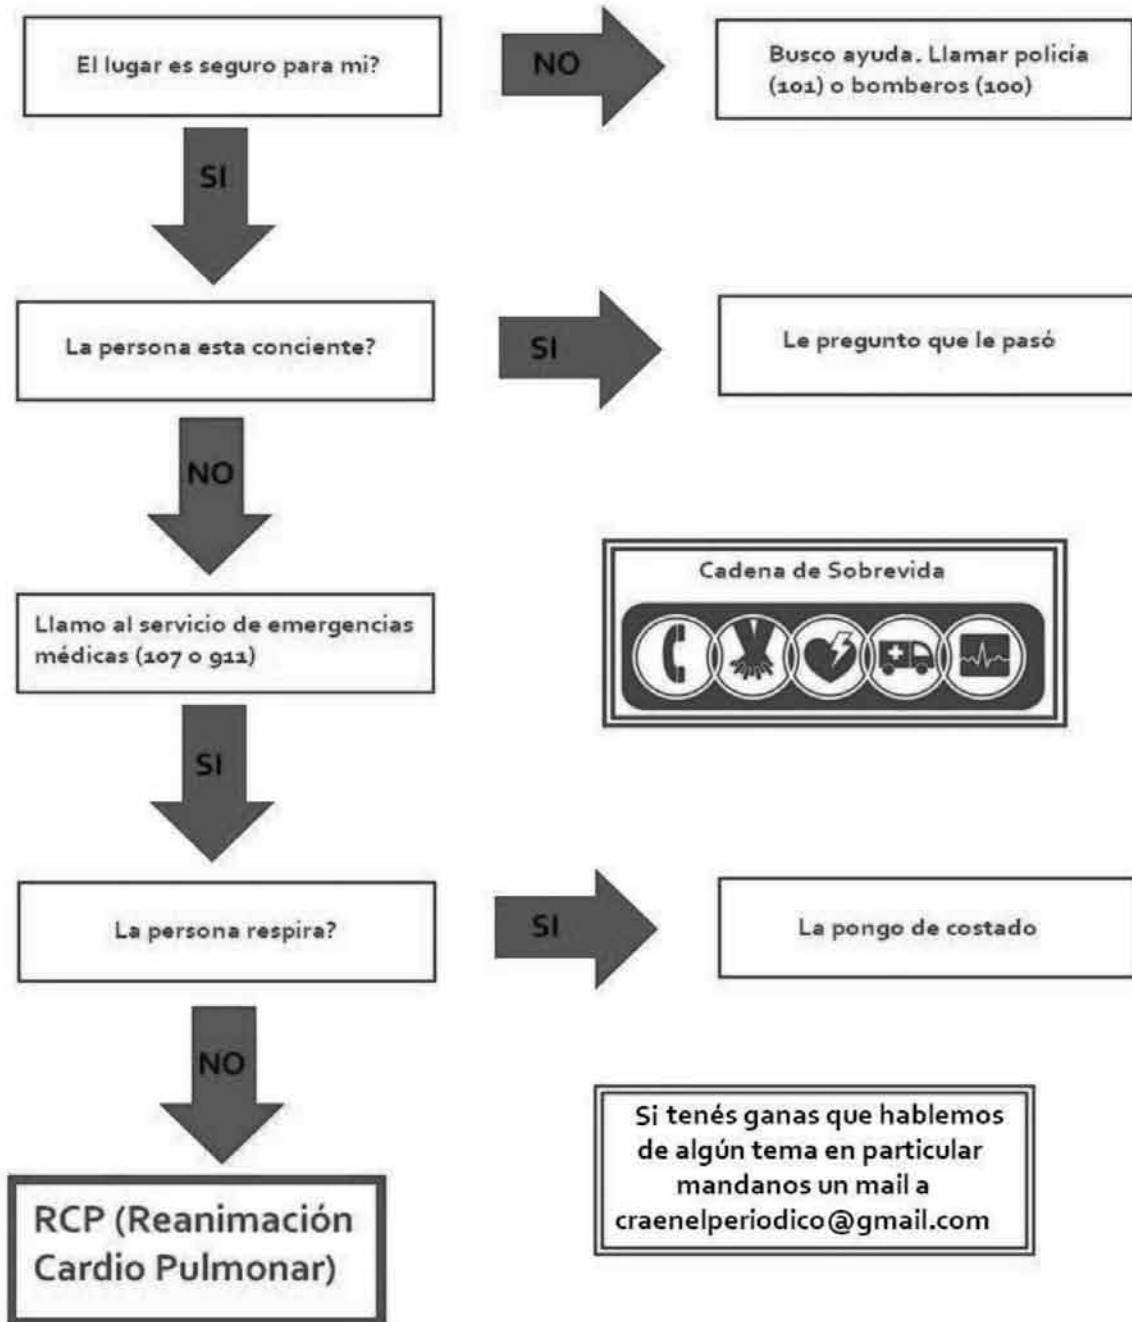 El lugar es seguro para mi?
NO
Busco ayuda. Llamar policía
(101) o bomberos (100)
SI
La persona esta conciente?
SI
Le pregunto que le pasó
NO
Llamo al servicio de emergencias
médicas (107 o 911)
Cadena de Sobrevida
SI
La persona respira?
SI
La pongo de costado
NO
RCP (Reanimación
Cardio Pulmonar)
Si tenés ganas que hablemos
de algún tema en particular
mandanos un mail a
craenelperiodico@gmail.com